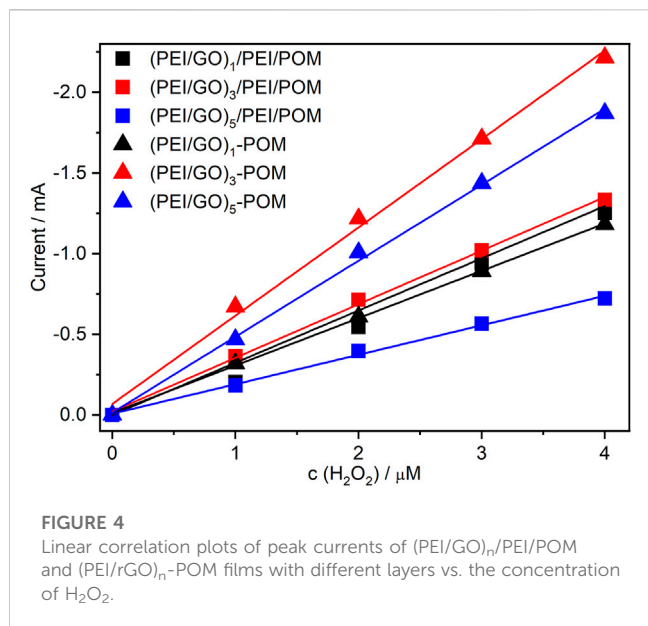 -2.0
-1.5
-1.0
-0.5
0.0
Current / mA
(PEI/GO)₁/PEI/POM
(PEI/GO)₃/PEI/POM
(PEI/GO)₅/PEI/POM
(PEI/GO)₁-POM
(PEI/GO)₃-POM
(PEI/GO)₅-POM
0 1 2 3 4
c (H₂O₂) / μM
FIGURE 4
Linear correlation plots of peak currents of (PEI/GO)ₙ/PEI/POM
and (PEI/rGO)ₙ-POM films with different layers vs. the concentration
of H₂O₂.